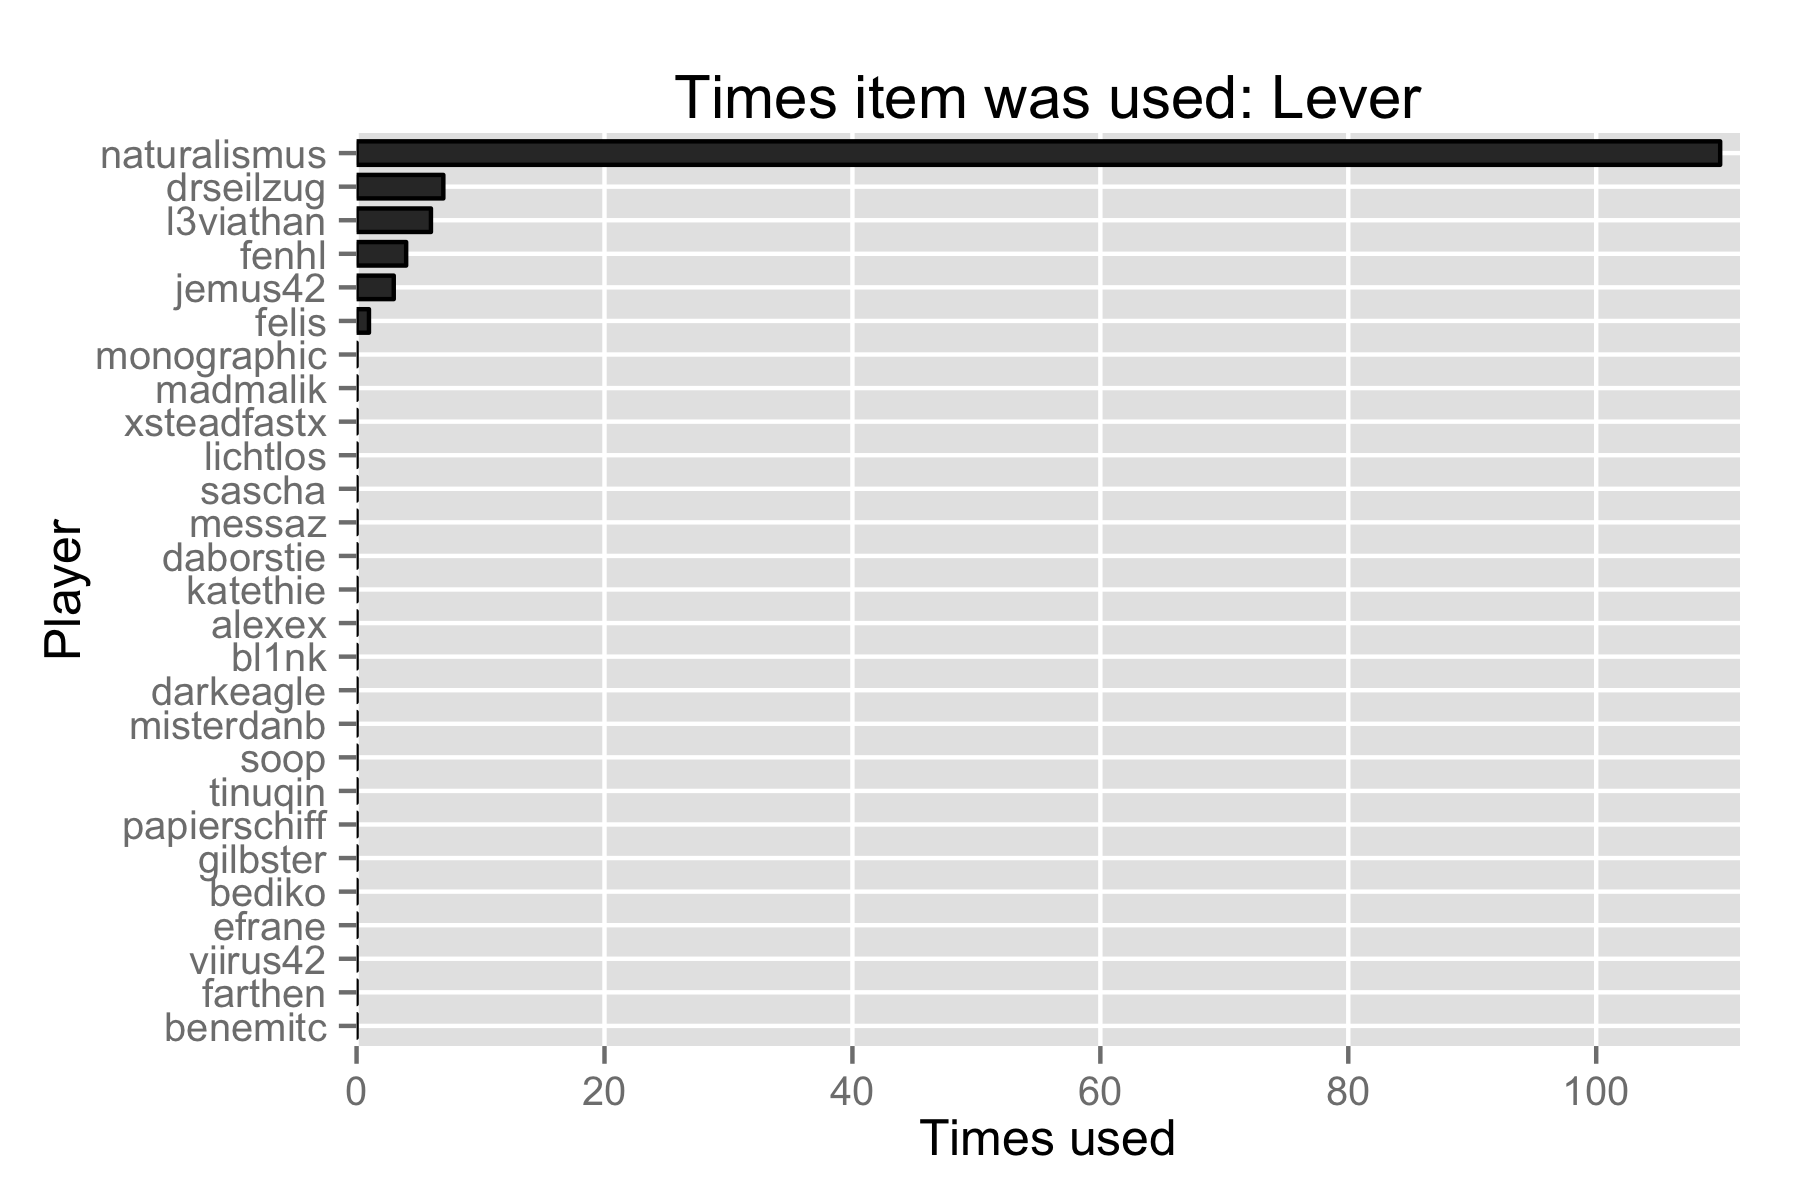 Times item was used: Lever
naturalismus
drseilzug
l3viathan
fenhl
jemus42
felis
monographic
madmalik
xsteadfastx
lichtlos
sascha
messaz
daborstie
katethie
alexex
bl1nk
darkeagle
misterdanb
soop
tinuqin
papierschiff
gilbster
bediko
efrane
viirus42
farthen
benemitc
Player
0 20 40 60 80 100
Times used